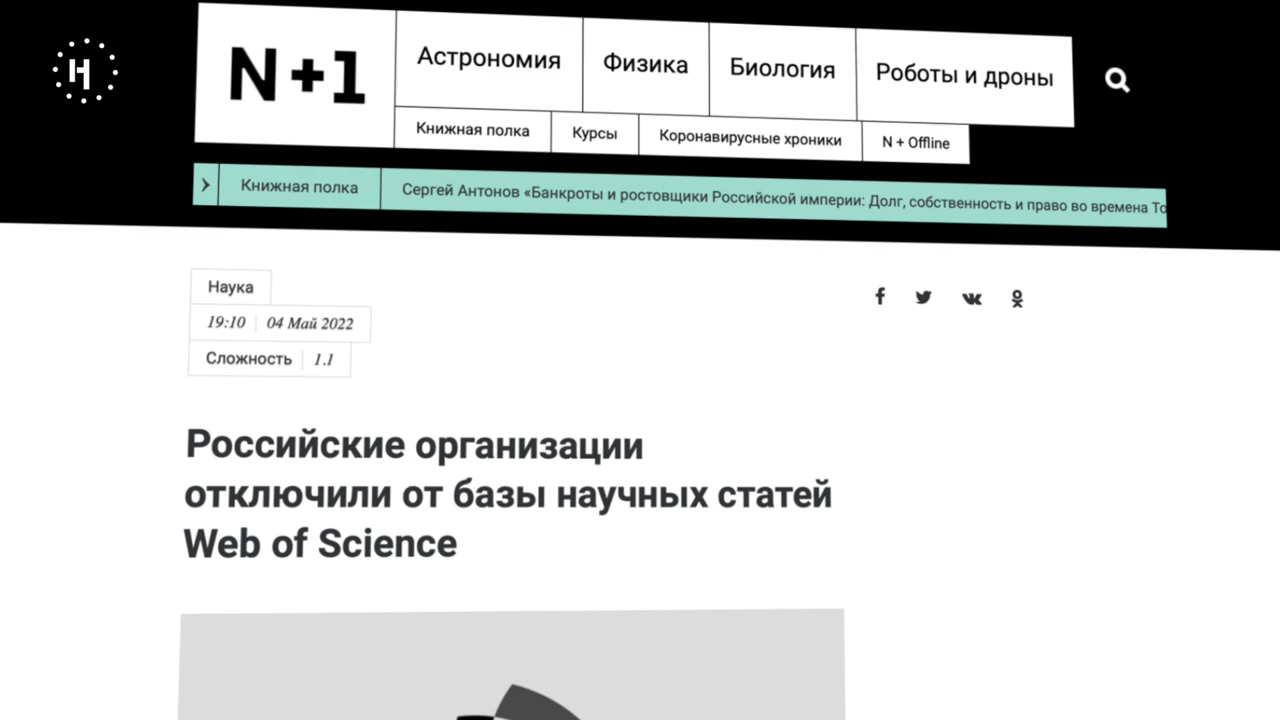 N+1
Астрономия
Физика
Биология
Роботы и дроны
Книжная полка
Курсы
Коронавирусные хроники
N + Offline
Книжная полка
Сергей Антонов «Банкроты и ростовщики Российской империи: Долг, собственность и право во времена То
Наука
19:10 04 Май 2022
Сложность 1.1
Российские организации
отключили от базы научных статей
Web of Science